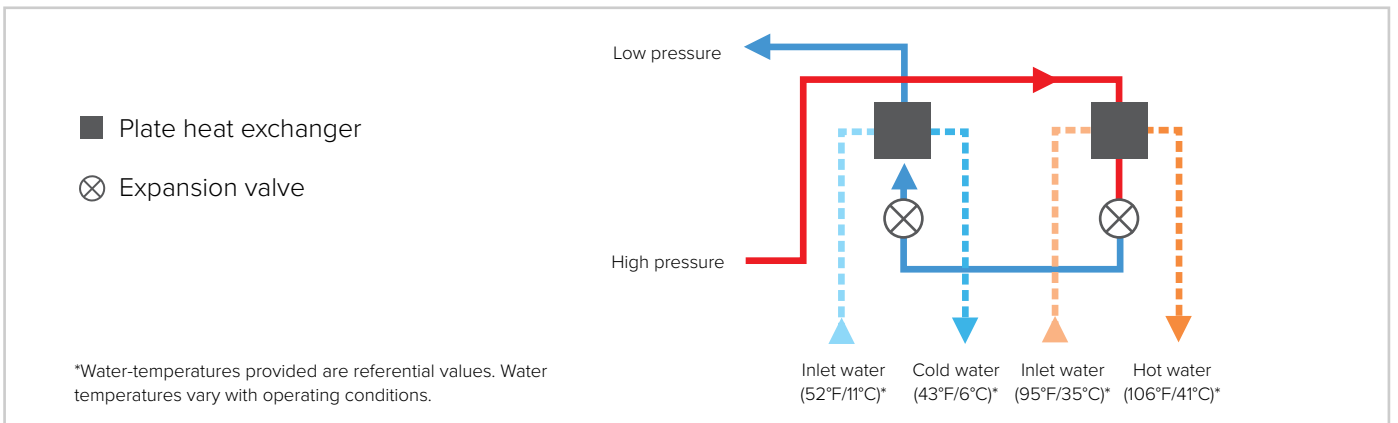 Low pressure
Plate heat exchanger
Expansion valve
High pressure
*Water-temperatures provided are referential values. Water
temperatures vary with operating conditions.
Inlet water
(52°F/11°C)*
Cold water
(43°F/6°C)*
Inlet water
(95°F/35°C)*
Hot water
(106°F/41°C)*